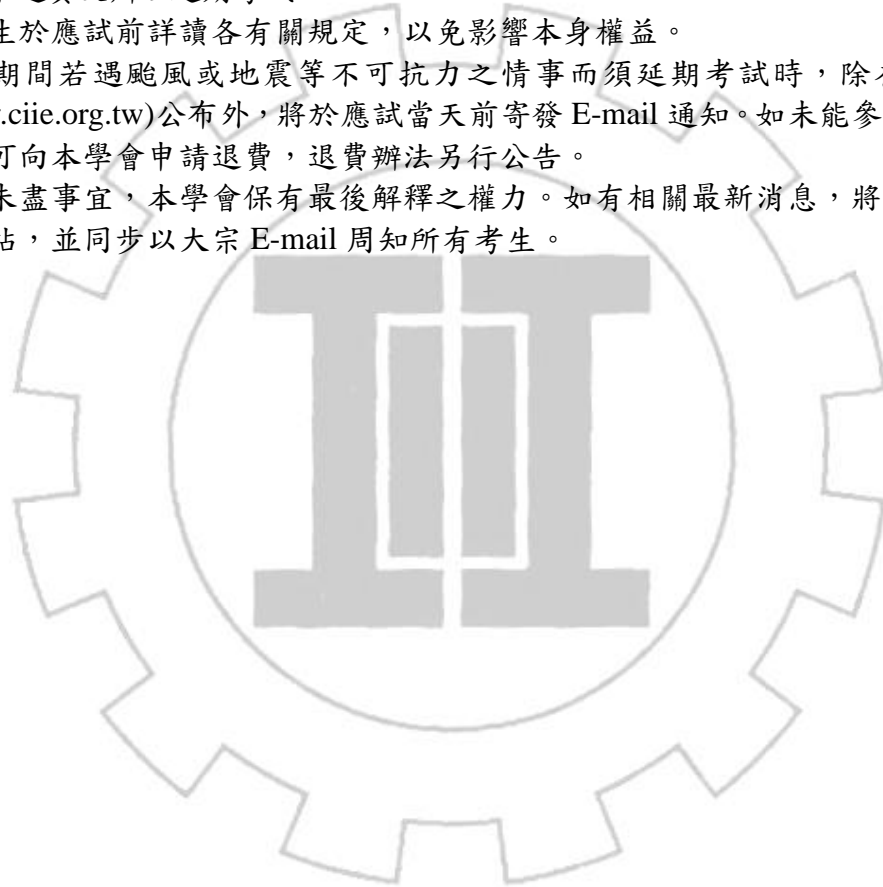 生於應試前詳讀各有關規定,以免影響本身權益。
期間若遇颱風或地震等不可抗力之情事而須延期考試時,除
.ciie.org.tw)公布外,將於應試當天前寄發 E-mail 通知。如未能參
可向本學會申請退費,退費辦法另行公告。
未盡事宜,本學會保有最後解釋之權力。如有相關最新消息,將
站,並同步以大宗 E-mail 周知所有考生。